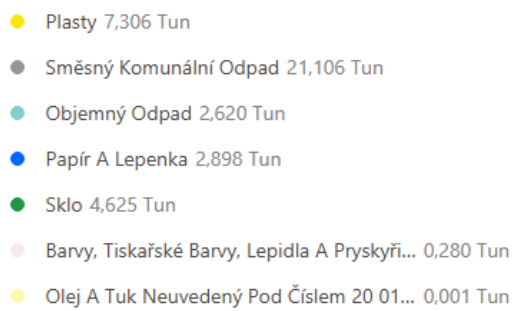 Plasty 7,306 Tun
Směsný Komunální Odpad 21,106 Tun
Objemný Odpad 2,620 Tun
Papír A Lepenka 2,898 Tun
Sklo 4,625 Tun
Barvy, Tiskařské Barvy, Lepidla A Pryskyři... 0,280 Tun
Olej A Tuk Neuvedený Pod Číslem 20 01... 0,001 Tun